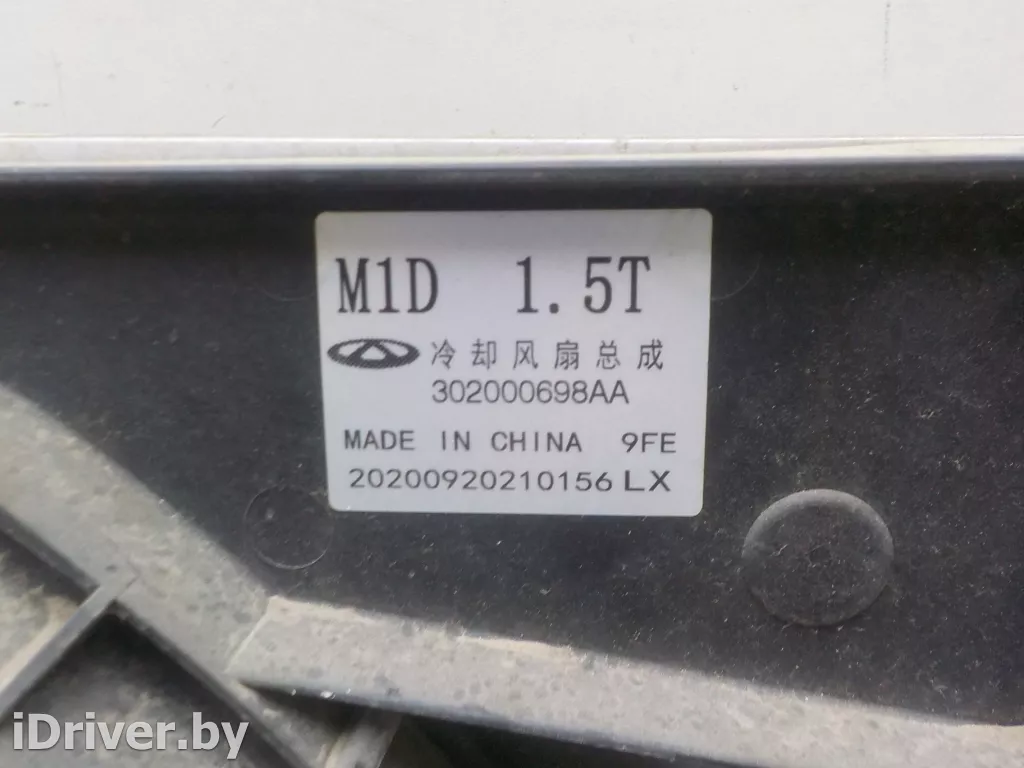 M1D 1.5T
冷却风扇总成
302000698AA
MADE IN CHINA 9FE
20200920210156 LX
iDriver.by